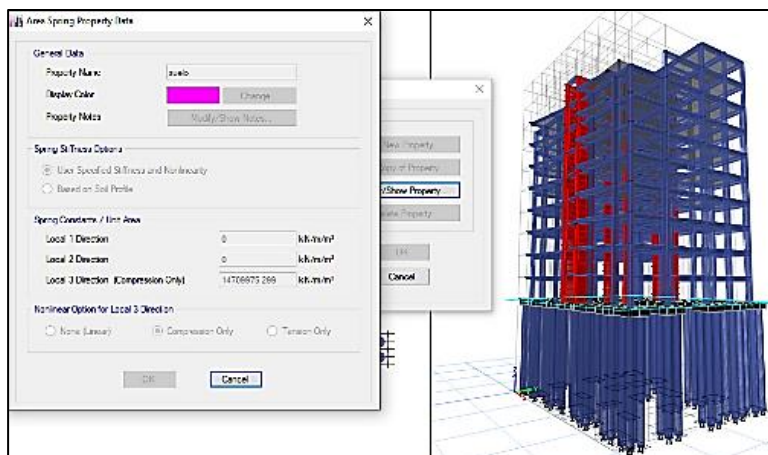 Area Spring Property Data
General Data
Property Name
suelo
Display Color
Change
Property Notes
Modify/Show Notes...
Spring Stiffness Options
User Specified Stiffness and Nonlinearity
Based on Soil Profile
Spring Constants / Unit Area
Local 1 Direction
0
kN/m/m²
Local 2 Direction
0
kN/m/m²
Local 3 Direction (Compression Only)
14709975.299
kN/m/m²
Nonlinear Option for Local 3 Direction
None (Linear)
Compression Only
Tension Only
OK
Cancel
New Property
Copy of Property
/Show Property
Delete Property
OK
Cancel